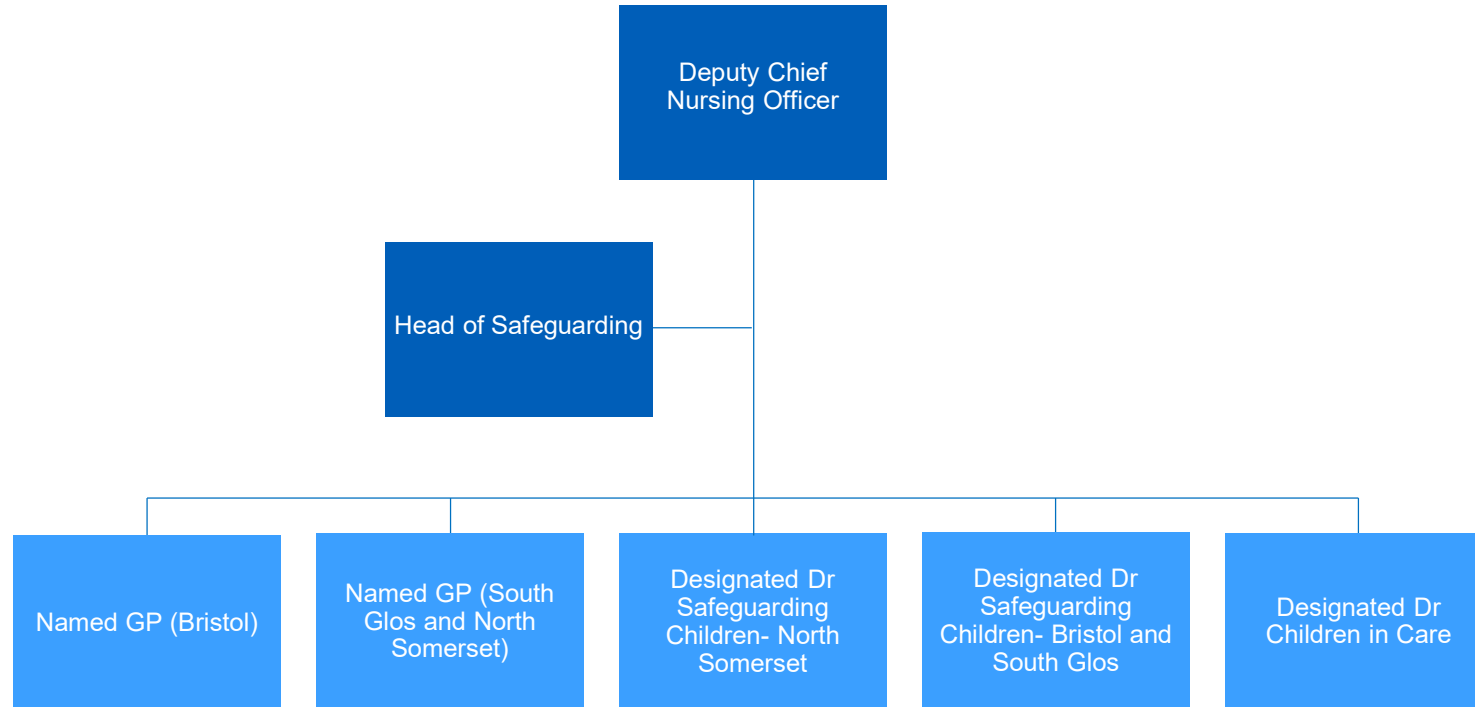 Deputy Chief
Nursing Officer
Head of Safeguarding
Named GP (Bristol)
Named GP (South
Glos and North
Somerset)
Designated Dr
Safeguarding
Children- North
Somerset
Designated Dr
Safeguarding
Children- Bristol and
South Glos
Designated Dr
Children in Care